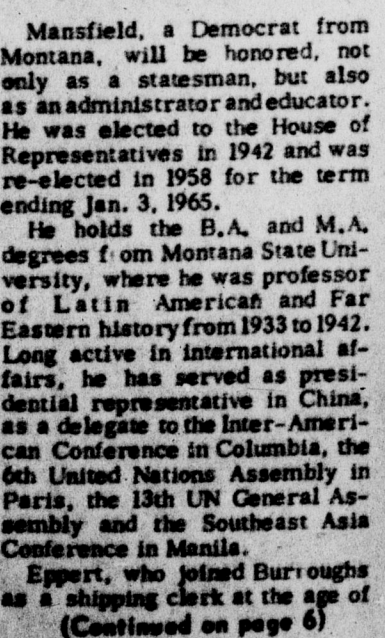 Mansfield, a Democrat from
Montana, will be honored, not
only as a statesman, but also
as an administrator and educator.
He was elected to the House of
Representatives in 1942 and was
re-elected in 1958 for the term
ending Jan. 3, 1965.
He holds the B.A. and M.A.
degrees f om Montana State Uni-
versity, where he was professor
of Latin American and Far
Eastern history from 1933 to 1942.
Long active in international af-
fairs, he has served as presi-
dential representative in China,
as a delegate to the Inter-Ameri-
can Conference in Columbia, the
6th United Nations Assembly in
Paris, the 13th UN General As-
sembly and the Southeast Asia
Conference in Manila.
Eppert, who joined Burroughs
as a shipping clerk at the age of
(Continued on page 6)